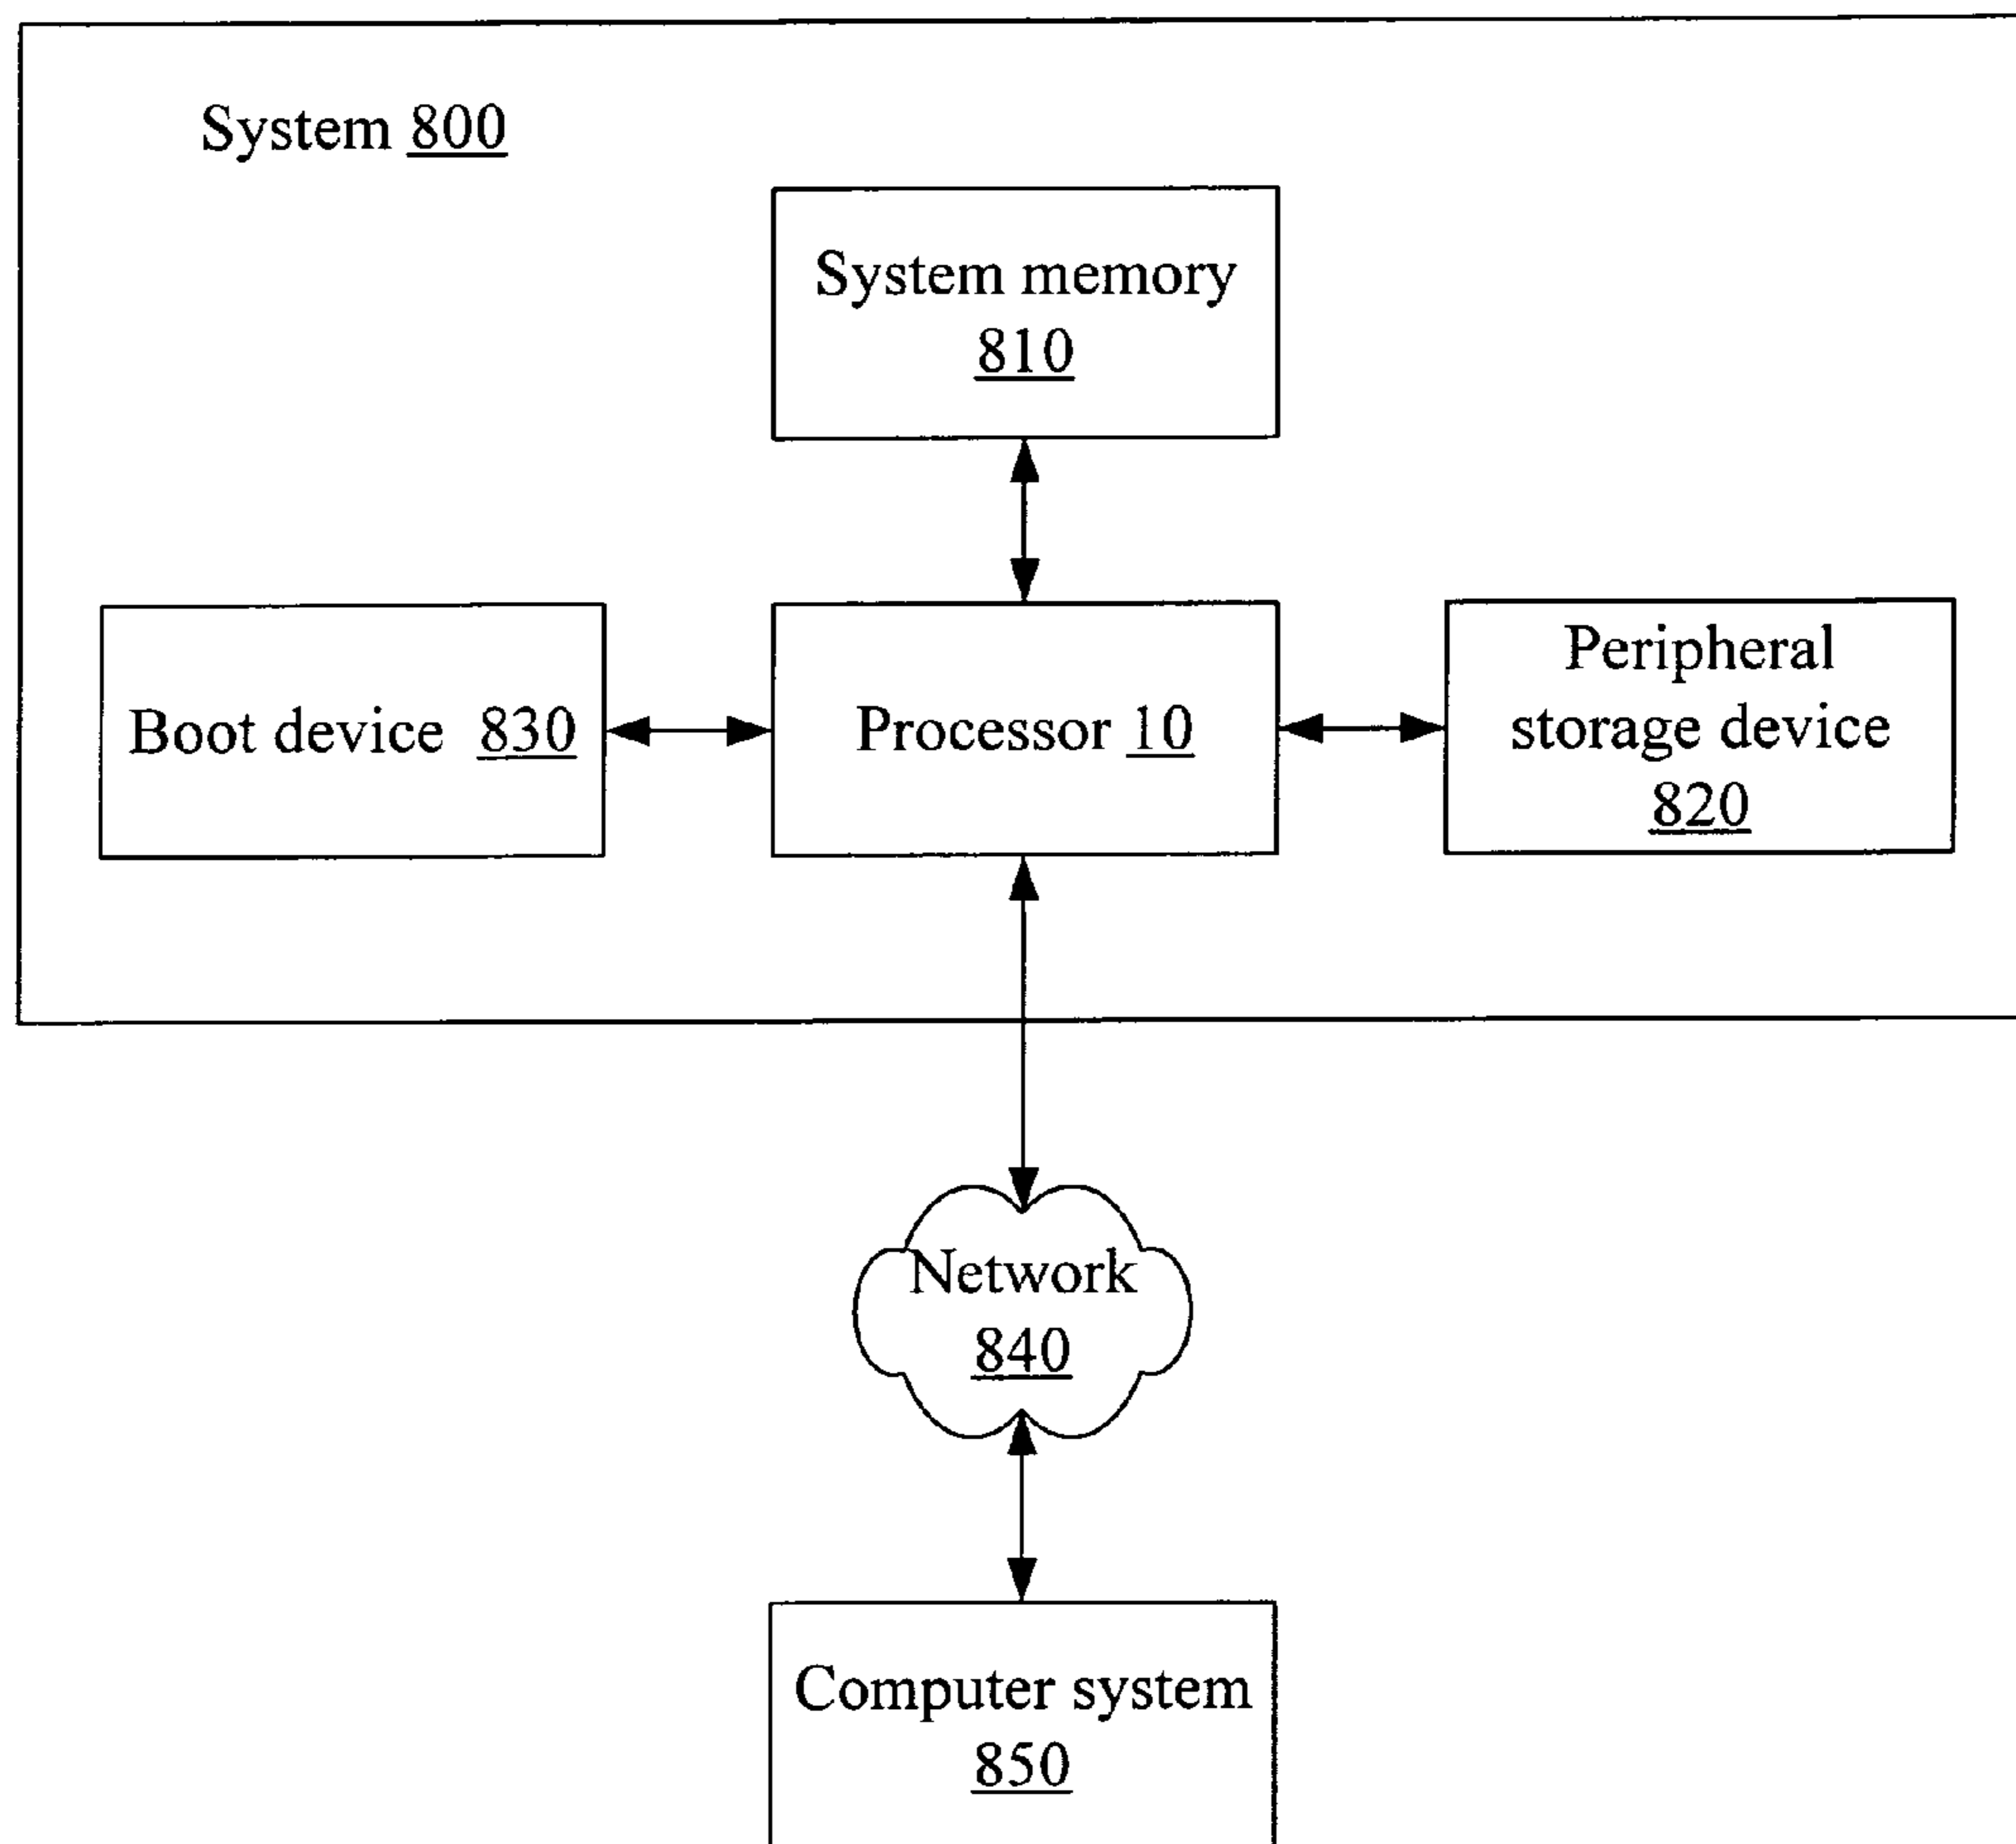 System 800
System memory
810
Boot device 830
Processor 10
Peripheral
storage device
820
Network
840
Computer system
850